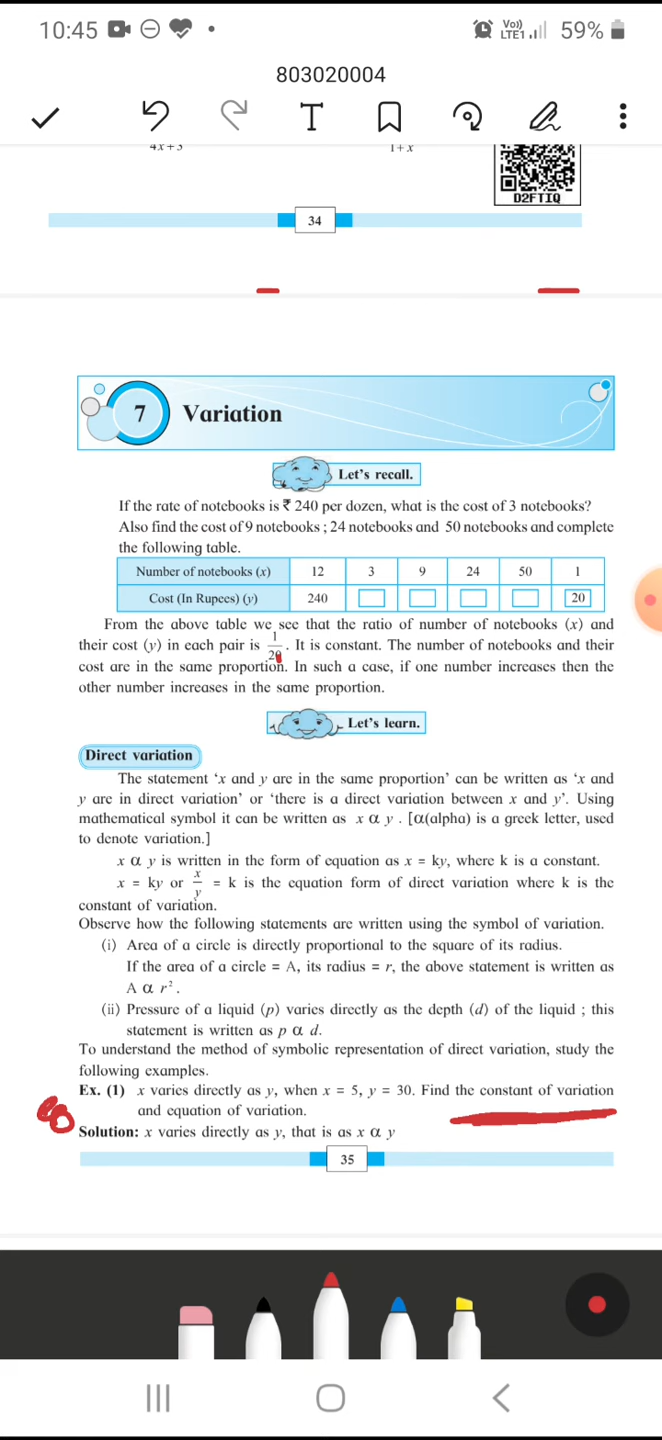 10:45 59%
Vo)) LTE1
803020004
T
4x + 3 1 + x
D2FTIQ
34
7 Variation
Let's recall.
If the rate of notebooks is ₹ 240 per dozen, what is the cost of 3 notebooks?
Also find the cost of 9 notebooks ; 24 notebooks and 50 notebooks and complete
the following table.
Number of notebooks (x) 12 3 9 24 50 1
Cost (In Rupees) (y) 240 20
From the above table we see that the ratio of number of notebooks (x) and
their cost (y) in each pair is 1/20. It is constant. The number of notebooks and their
cost are in the same proportion. In such a case, if one number increases then the
other number increases in the same proportion.
Let's learn.
Direct variation
The statement 'x and y are in the same proportion' can be written as 'x and
y are in direct variation' or 'there is a direct variation between x and y'. Using
mathematical symbol it can be written as x α y . [α(alpha) is a greek letter, used
to denote variation.]
x α y is written in the form of equation as x = ky, where k is a constant.
x = ky or x/y = k is the equation form of direct variation where k is the
constant of variation.
Observe how the following statements are written using the symbol of variation.
(i) Area of a circle is directly proportional to the square of its radius.
If the area of a circle = A, its radius = r, the above statement is written as
A α r².
(ii) Pressure of a liquid (p) varies directly as the depth (d) of the liquid ; this
statement is written as p α d.
To understand the method of symbolic representation of direct variation, study the
following examples.
Ex. (1) x varies directly as y, when x = 5, y = 30. Find the constant of variation
and equation of variation.
Solution: x varies directly as y, that is as x α y
35